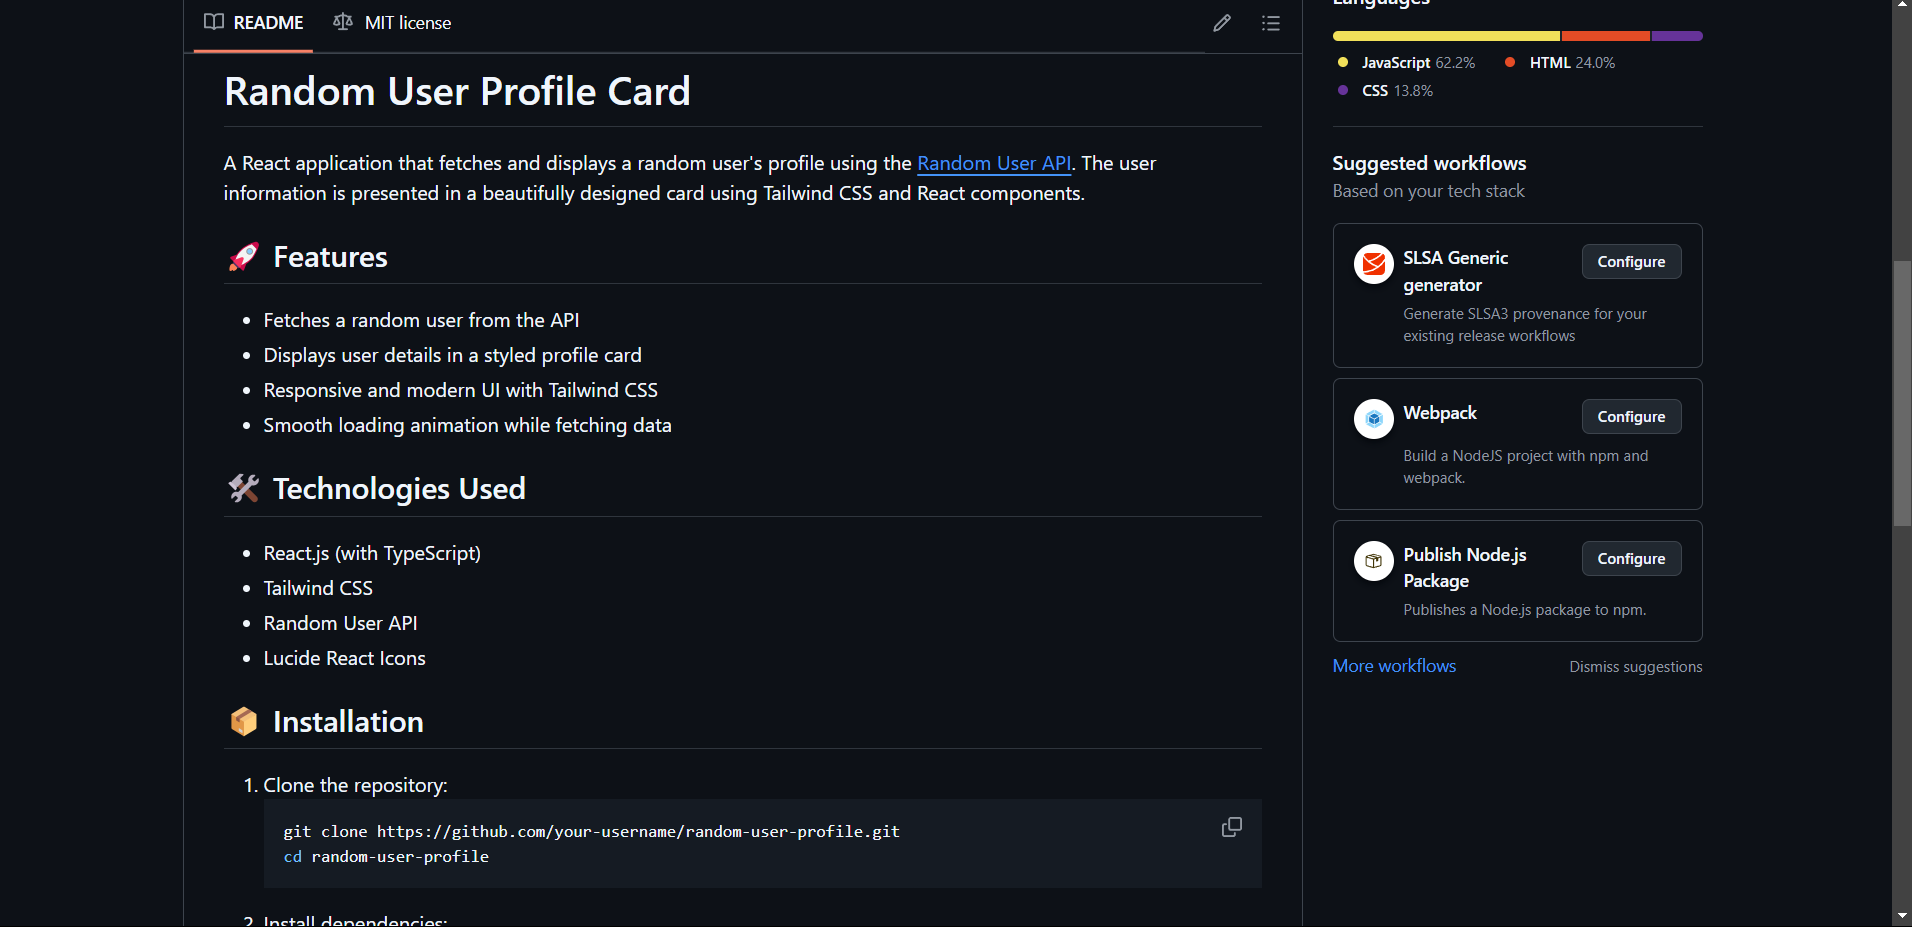 README
MIT license
Random User Profile Card
A React application that fetches and displays a random user's profile using the Random User API. The user
information is presented in a beautifully designed card using Tailwind CSS and React components.
🚀 Features
• Fetches a random user from the API
• Displays user details in a styled profile card
• Responsive and modern UI with Tailwind CSS
• Smooth loading animation while fetching data
🛠 Technologies Used
• React.js (with TypeScript)
• Tailwind CSS
• Random User API
• Lucide React Icons
📦 Installation
1. Clone the repository:
git clone https://github.com/your-username/random-user-profile.git
cd random-user-profile
2. Install dependencies:
Languages
JavaScript 62.2%
HTML 24.0%
CSS 13.8%
Suggested workflows
Based on your tech stack
SLSA Generic
generator
Configure
Generate SLSA3 provenance for your
existing release workflows
Webpack
Configure
Build a NodeJS project with npm and
webpack.
Publish Node.js
Package
Configure
Publishes a Node.js package to npm.
More workflows
Dismiss suggestions